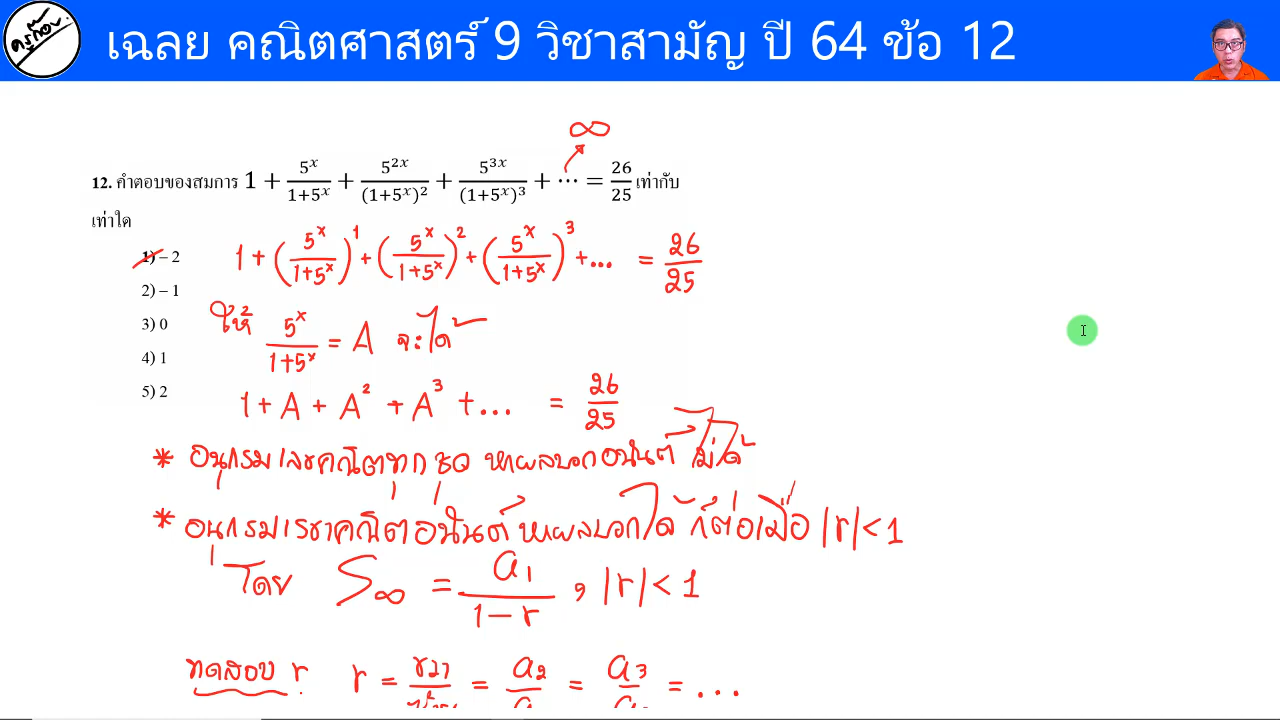 ครูก้อบ
เฉลย คณิตศาสตร์ 9 วิชาสามัญ ปี 64 ข้อ 12
∞
12. คำตอบของสมการ 1 + 5^x/(1+5^x) + 5^{2x}/(1+5^x)^2 + 5^{3x}/(1+5^x)^3 + ⋯ = 26/25 เท่ากับ
เท่าใด
1) – 2
1 + (5^x/(1+5^x))^1 + (5^x/(1+5^x))^2 + (5^x/(1+5^x))^3 + ... = 26/25
2) – 1
ให้ 5^x/(1+5^x) = A จะได้
3) 0
4) 1
5) 2
1 + A + A^2 + A^3 + ... = 26/25
* อนุกรมเลขคณิตทุกชุด หาผลบวกอนันต์ไม่ได้
* อนุกรมเรขาคณิตอนันต์ หาผลบวกได้ ก็ต่อเมื่อ |r| < 1
โดย S∞ = a₁/(1 – r) , |r| < 1
ทดสอบ r r = ขวา/ซ้าย = a₂/a = a₃/a = ...